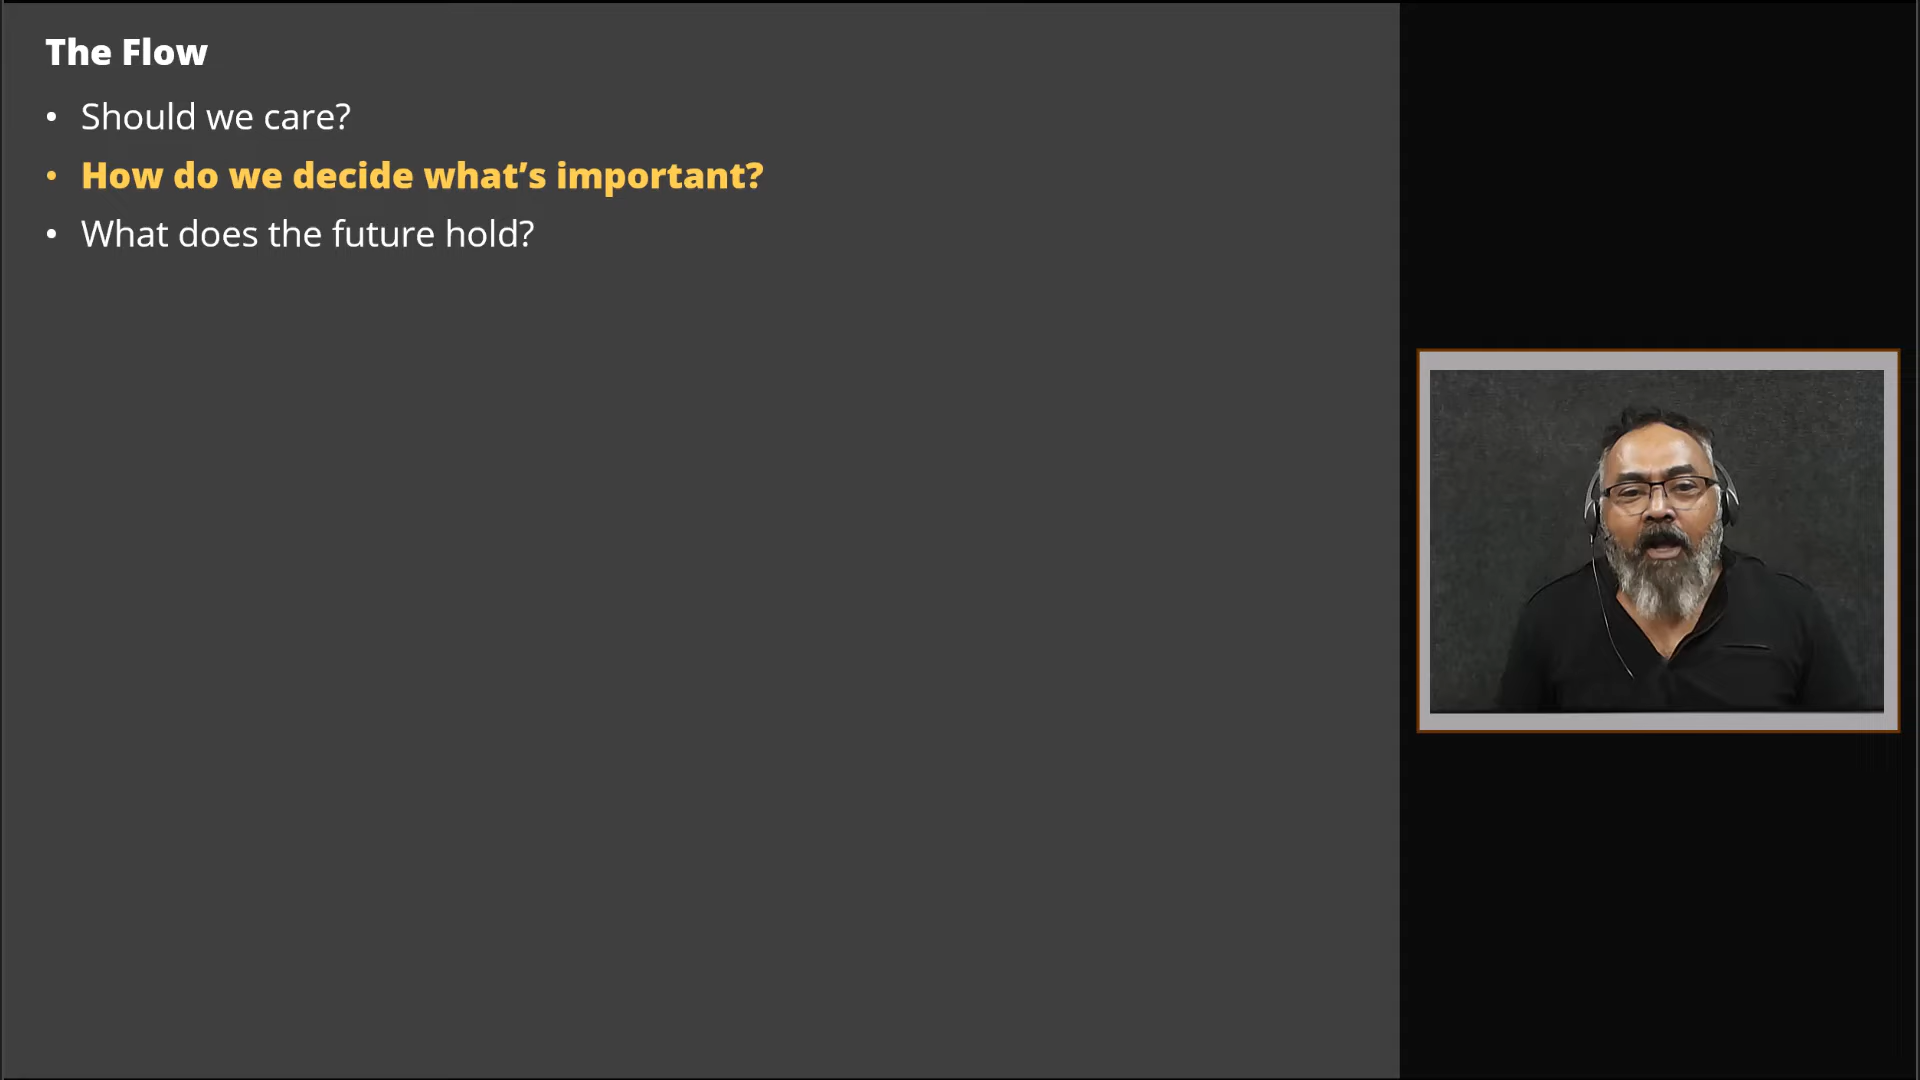 The Flow
• Should we care?
• How do we decide what’s important?
• What does the future hold?